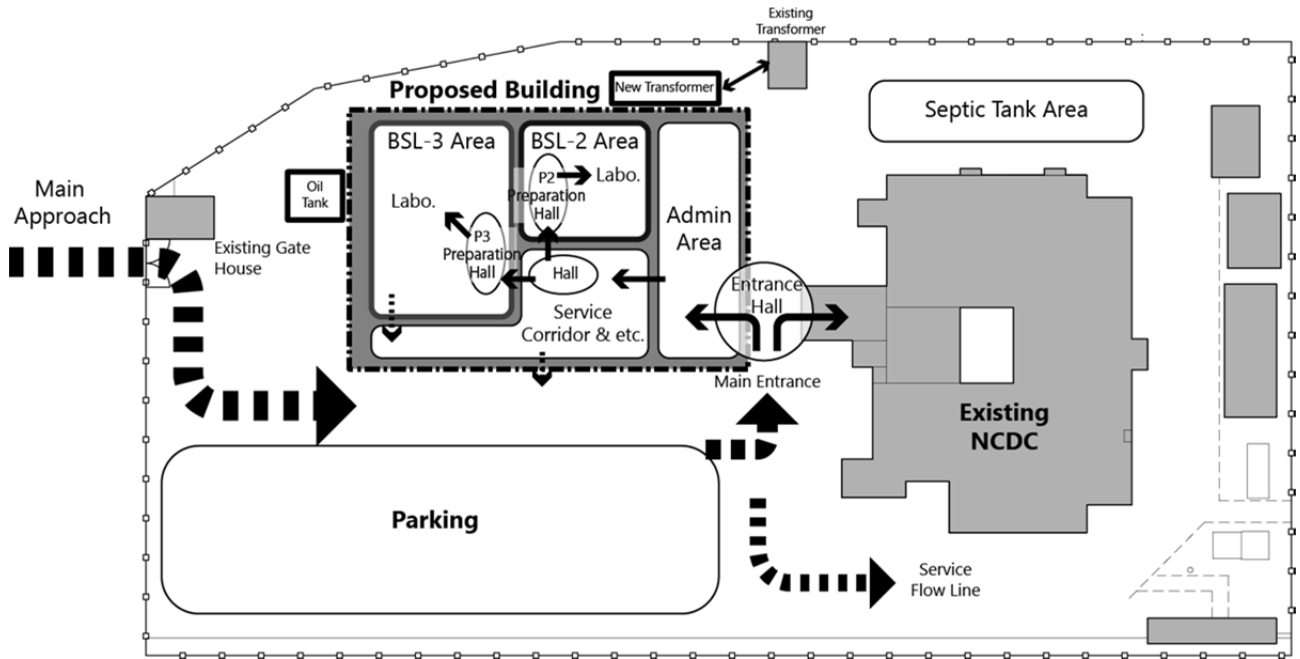 Existing
Transformer
Proposed Building
New Transformer
Septic Tank Area
BSL-3 Area
BSL-2 Area
Main
Approach
Oil
Tank
Labo.
P2
Preparation
Hall
Labo.
Admin
Area
Existing Gate
House
P3
Preparation
Hall
Hall
Entrance
Hall
Service
Corridor & etc.
Main Entrance
Existing
NCDC
Parking
Service
Flow Line